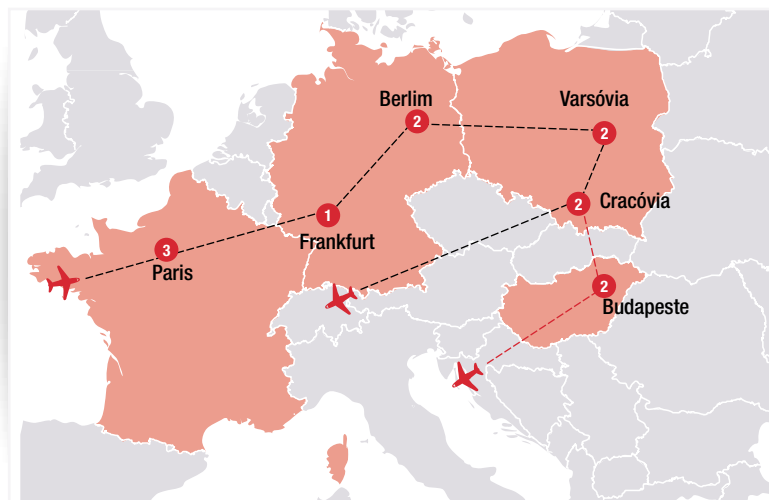 Berlim
2
Varsóvia
2
2
Cracóvia
1
Frankfurt
3
Paris
2
Budapeste